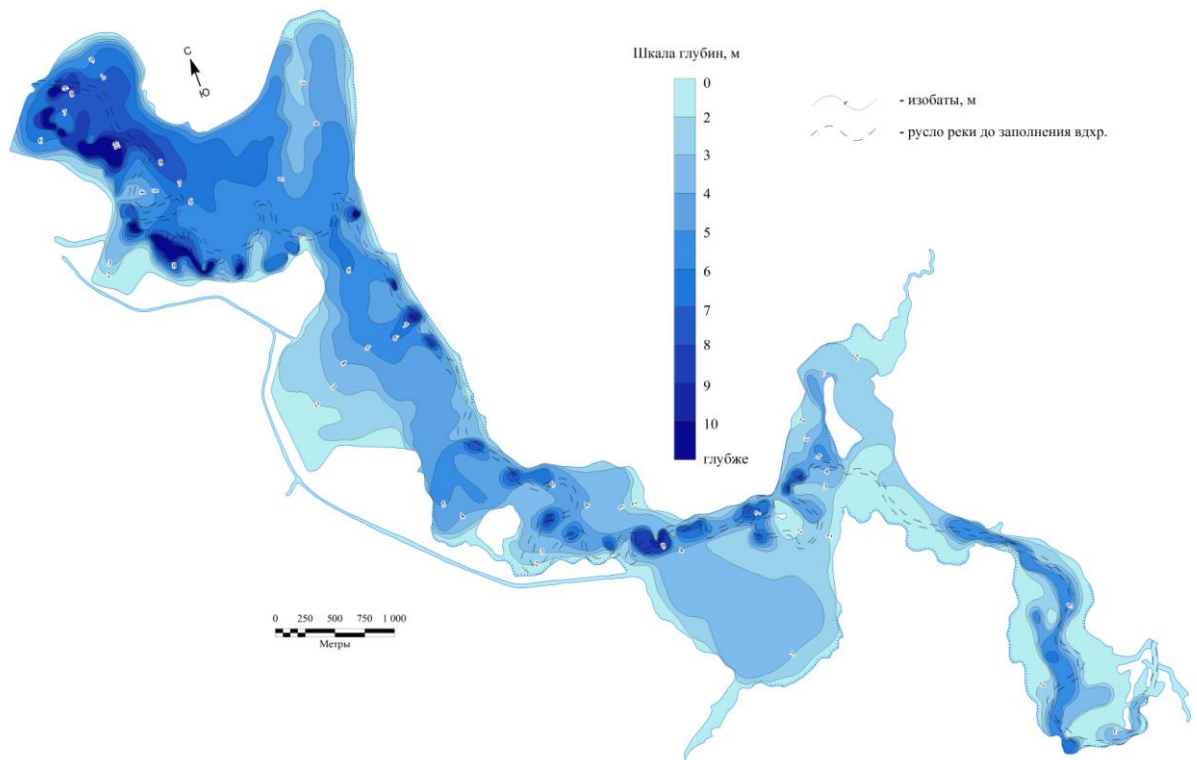 С
Ю
Шкала глубин, м
0
2
3
4
5
6
7
8
9
10
глубже
- изобаты, м
- русло реки до заполнения вдхр.
0 250 500 750 1 000
Метры